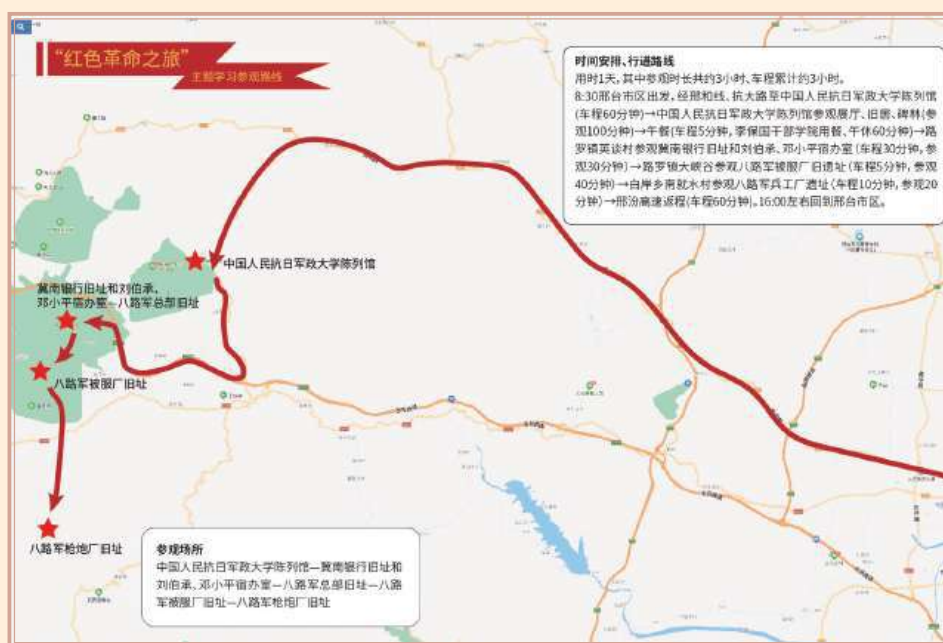 “红色革命之旅”
主题学习参观路线
时间安排、行进路线
用时1天，其中参观时长共约3小时、车程累计约3小时。
8:30邢台市区出发，经邢和线、抗大路至中国人民抗日军政大学陈列馆
(车程60分钟)→中国人民抗日军政大学陈列馆参观展厅、旧居、碑林(参
观100分钟)→午餐(车程5分钟，李保国干部学院用餐、午休60分钟)→路
罗镇英谈村参观冀南银行旧址和刘伯承、邓小平宿办室(车程30分钟，参
观30分钟)→路罗镇大峡谷参观八路军被服厂旧遗址(车程5分钟，参观
40分钟)→白岸乡南就水村参观八路军兵工厂遗址(车程10分钟，参观20
分钟)→邢汾高速返程(车程60分钟)。16:00左右回到邢台市区。
中国人民抗日军政大学陈列馆
冀南银行旧址和刘伯承、
邓小平宿办室—八路军总部旧址
八路军被服厂旧址
八路军枪炮厂旧址
参观场所
中国人民抗日军政大学陈列馆—冀南银行旧址和
刘伯承、邓小平宿办室—八路军总部旧址—八路
军被服厂旧址—八路军枪炮厂旧址